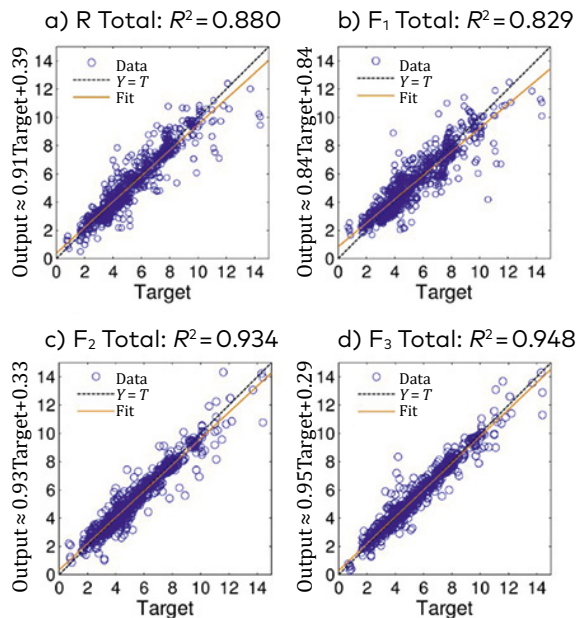 a) R Total: R²=0.880
Output ≈ 0.91Target+0.39
14
12
10
8
6
4
2
0
Data
Y = T
Fit
0 2 4 6 8 10 12 14
Target
b) F₁ Total: R²=0.829
Output ≈ 0.84Target+0.84
14
12
10
8
6
4
2
0
Data
Y = T
Fit
0 2 4 6 8 10 12 14
Target
c) F₂ Total: R²=0.934
Output ≈ 0.93Target+0.33
14
12
10
8
6
4
2
0
Data
Y = T
Fit
0 2 4 6 8 10 12 14
Target
d) F₃ Total: R²=0.948
Output ≈ 0.95Target+0.29
14
12
10
8
6
4
2
0
Data
Y = T
Fit
0 2 4 6 8 10 12 14
Target